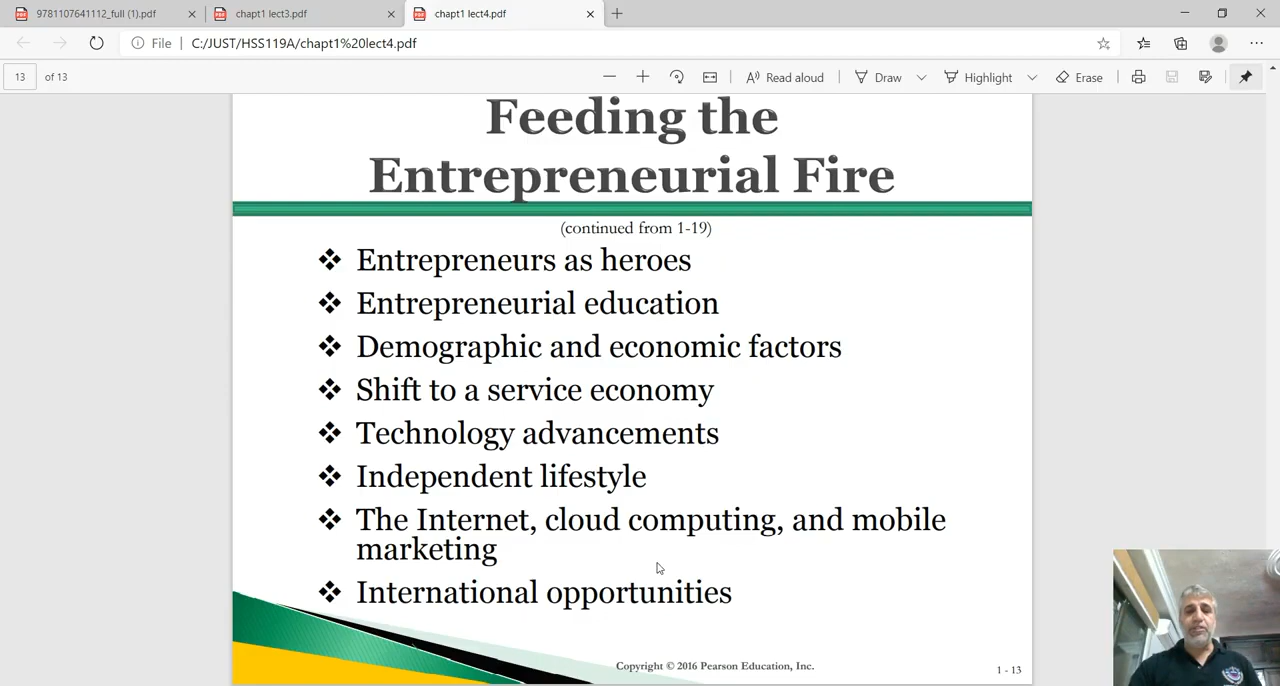 9781107641112_full (1).pdf
chapt1 lect3.pdf
chapt1 lect4.pdf
File
C:/JUST/HSS119A/chapt1%20lect4.pdf
13
of 13
Read aloud
Draw
Highlight
Erase
Feeding the
Entrepreneurial Fire
(continued from 1-19)
Entrepreneurs as heroes
Entrepreneurial education
Demographic and economic factors
Shift to a service economy
Technology advancements
Independent lifestyle
The Internet, cloud computing, and mobile
marketing
International opportunities
Copyright © 2016 Pearson Education, Inc.
1 - 13